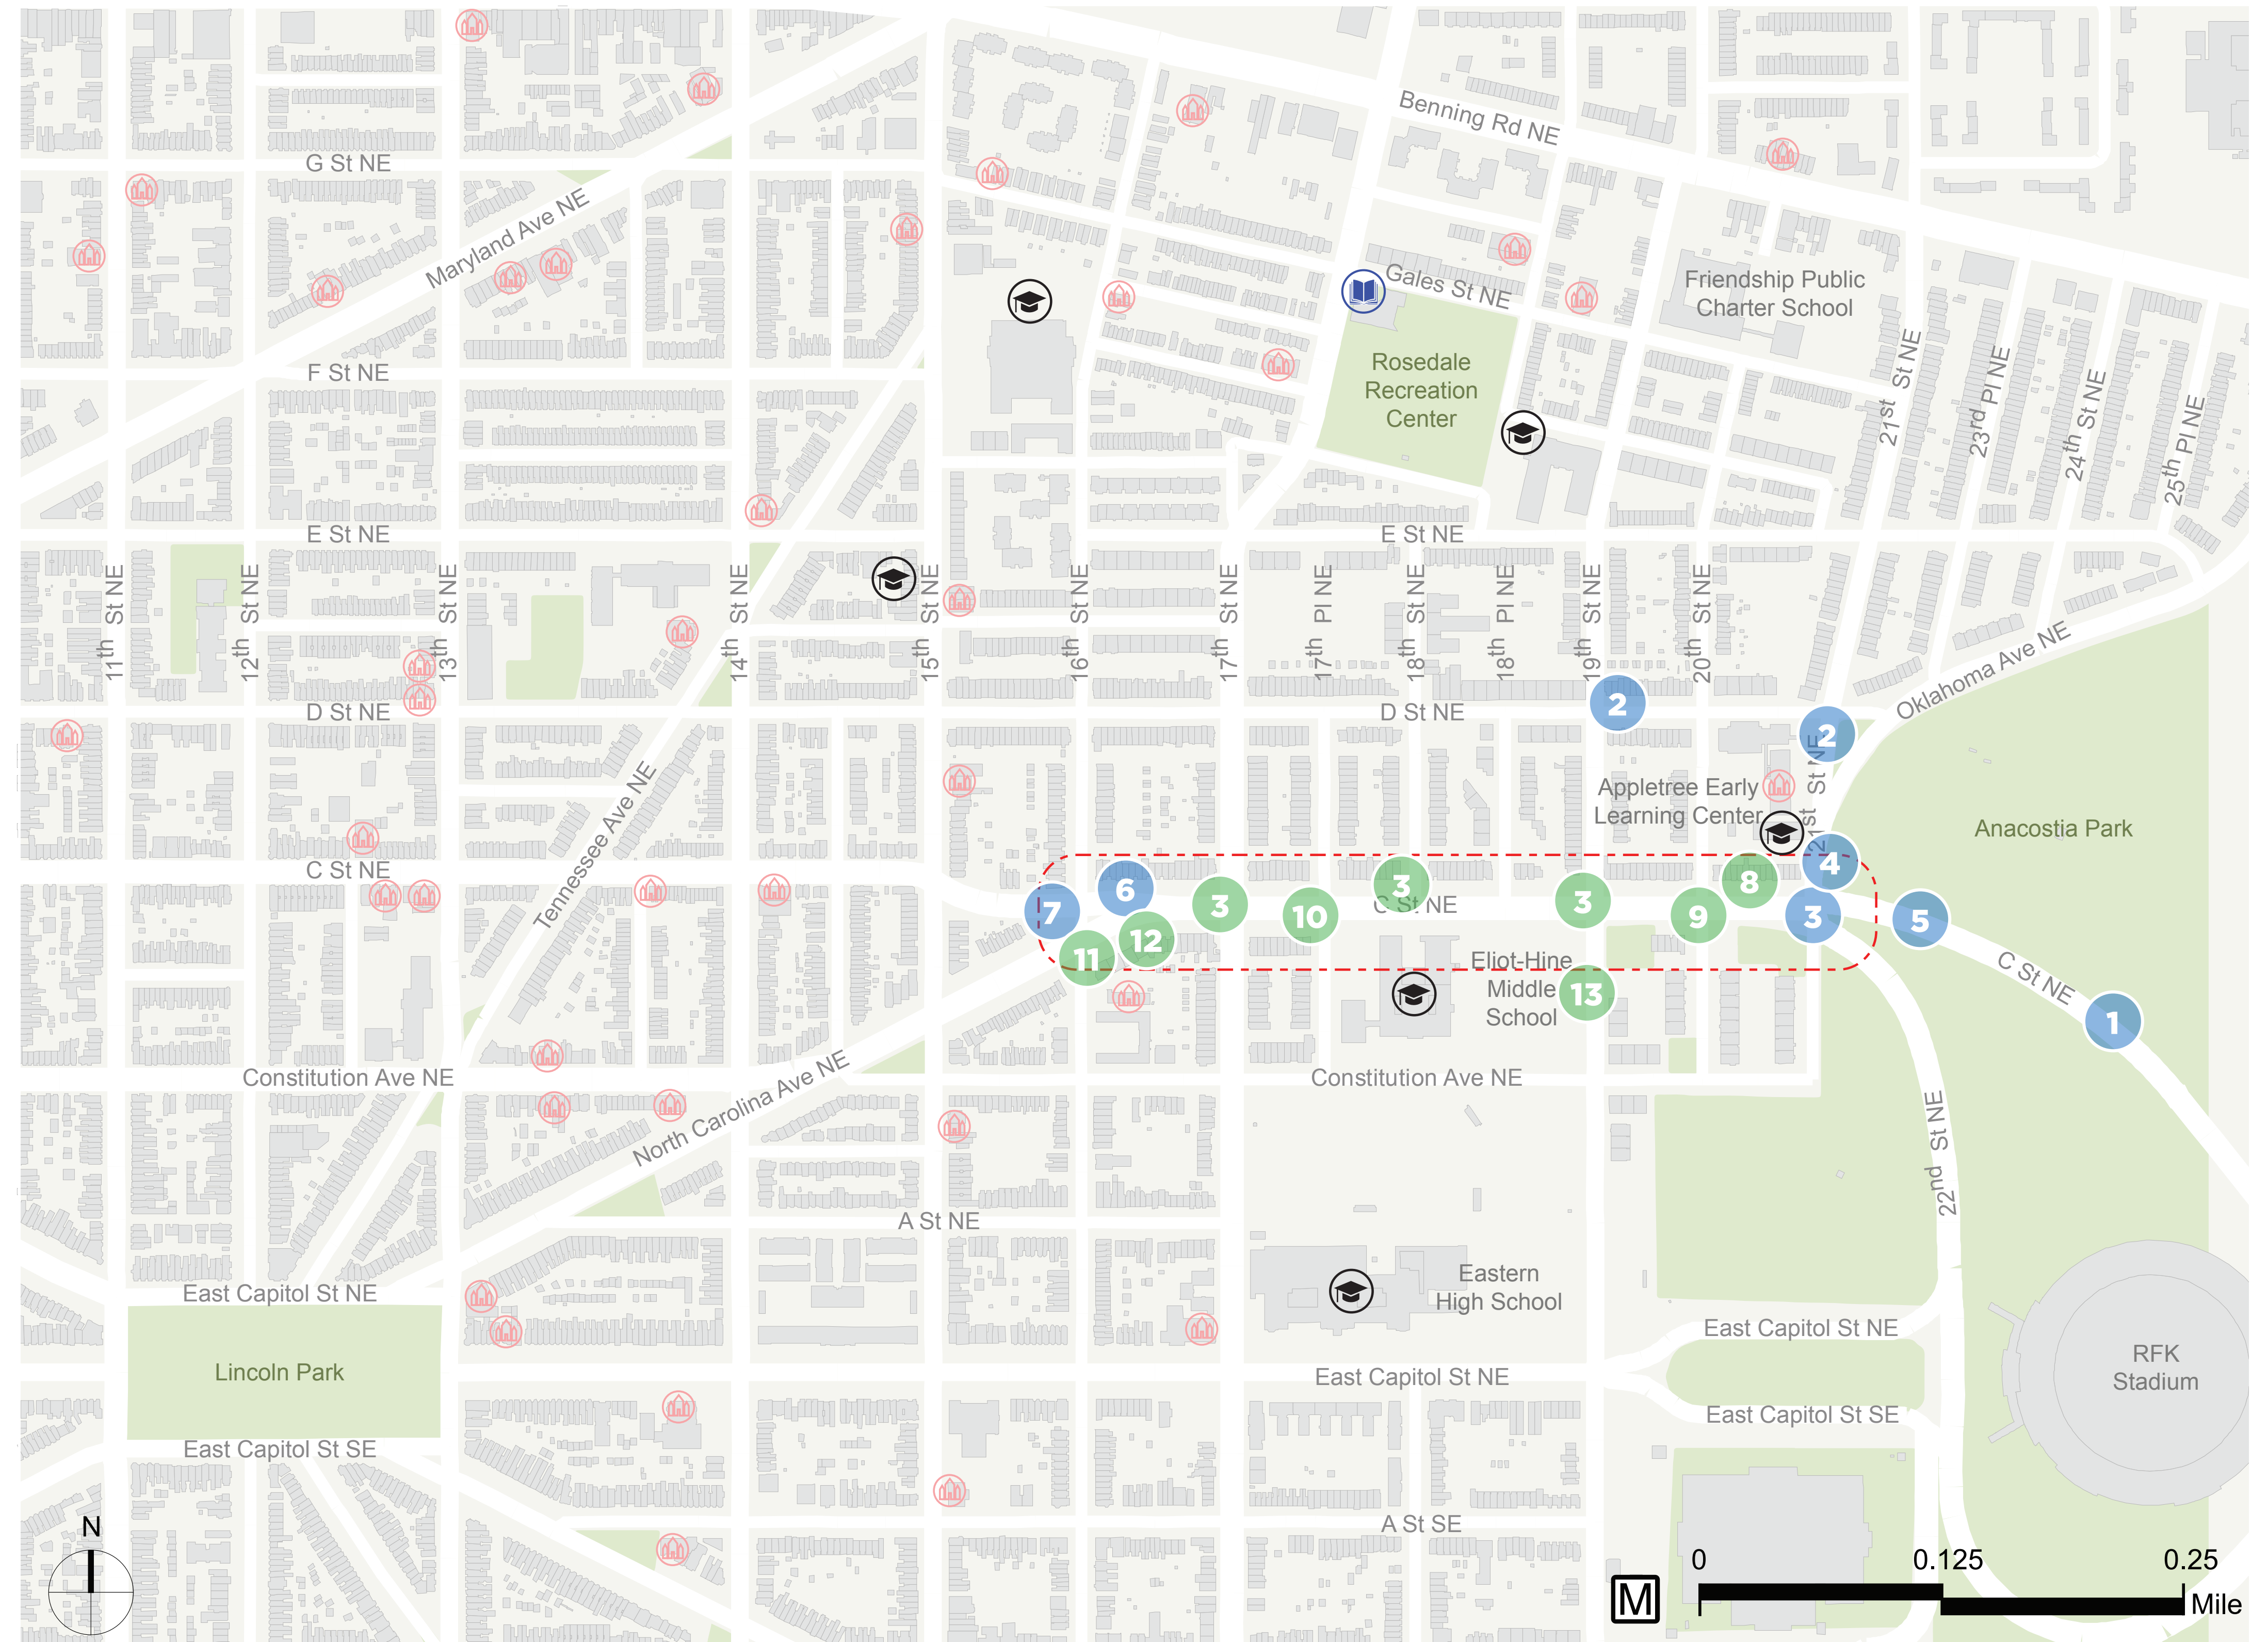 Benning Rd NE
G St NE
Maryland Ave NE
Gales St NE
Friendship Public
Charter School
F St NE
Rosedale
Recreation
Center
21st St NE
23rd Pl NE
24th St NE
25th Pl NE
E St NE
E St NE
11th St NE
12th St NE
13th St NE
14th St NE
15th St NE
16th St NE
17th St NE
17th Pl NE
18th St NE
18th Pl NE
19th St NE
20th St NE
Oklahoma Ave NE
2
D St NE
D St NE
2
21st St NE
Appletree Early
Learning Center
Anacostia Park
Tennessee Ave NE
C St NE
4
6
3
8
7
3
C St NE
3
10
9
3
5
12
11
Eliot-Hine
Middle
School
13
C St NE
1
Constitution Ave NE
Constitution Ave NE
North Carolina Ave NE
22nd St NE
A St NE
East Capitol St NE
Eastern
High School
East Capitol St NE
Lincoln Park
RFK
Stadium
East Capitol St NE
East Capitol St SE
East Capitol St SE
A St SE
N
0 0.125 0.25
M
Mile